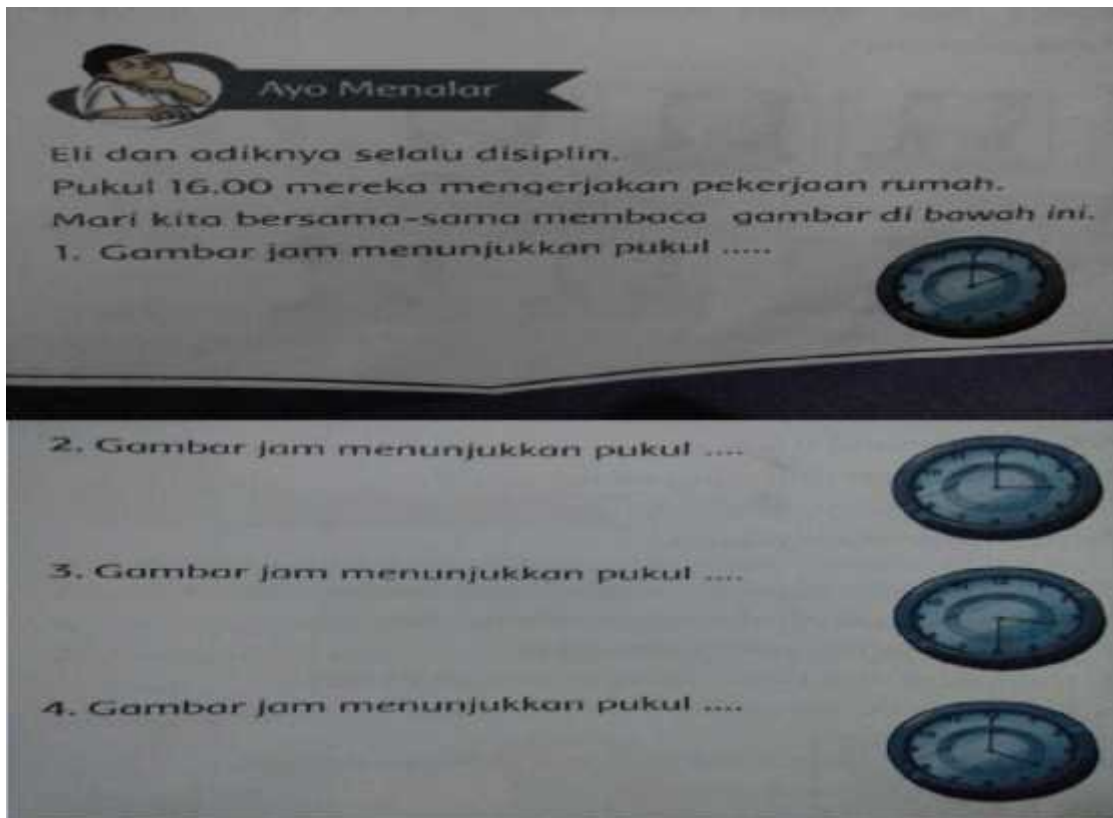 Ayo Menalar
Eli dan adiknya selalu disiplin.
Pukul 16.00 mereka mengerjakan pekerjaan rumah.
Mari kita bersama-sama membaca gambar di bawah ini.
1. Gambar jam menunjukkan pukul .....
2. Gambar jam menunjukkan pukul ....
3. Gambar jam menunjukkan pukul ....
4. Gambar jam menunjukkan pukul ....